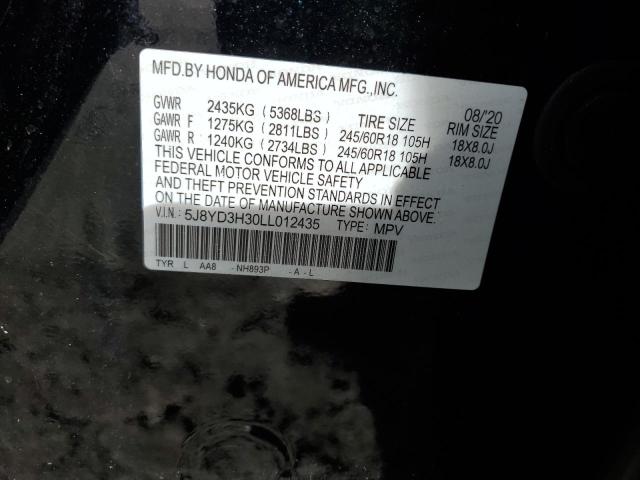 MFD.BY HONDA OF AMERICA MFG.,INC.
08/'20
GVWR 2435KG (5368LBS) TIRE SIZE RIM SIZE
GAWR F 1275KG (2811LBS) 245/60R18 105H 18X8.0J
GAWR R 1240KG (2734LBS) 245/60R18 105H 18X8.0J
THIS VEHICLE CONFORMS TO ALL APPLICABLE
FEDERAL MOTOR VEHICLE SAFETY
AND THEFT PREVENTION STANDARDS IN EFFECT
ON THE DATE OF MANUFACTURE SHOWN ABOVE.
V.I.N.: 5J8YD3H30LL012435 TYPE: MPV
TYR L AA8 -NH893P -A-L